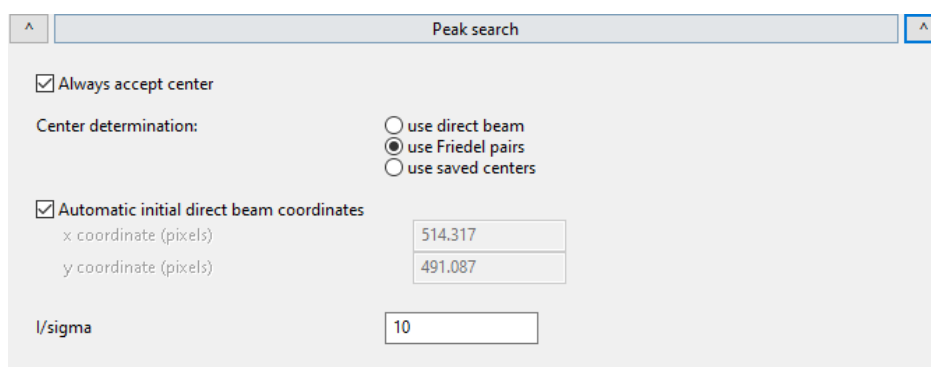 ^ Peak search ^
Always accept center
Center determination:
use direct beam
use Friedel pairs
use saved centers
Automatic initial direct beam coordinates
x coordinate (pixels) 514.317
y coordinate (pixels) 491.087
I/sigma 10